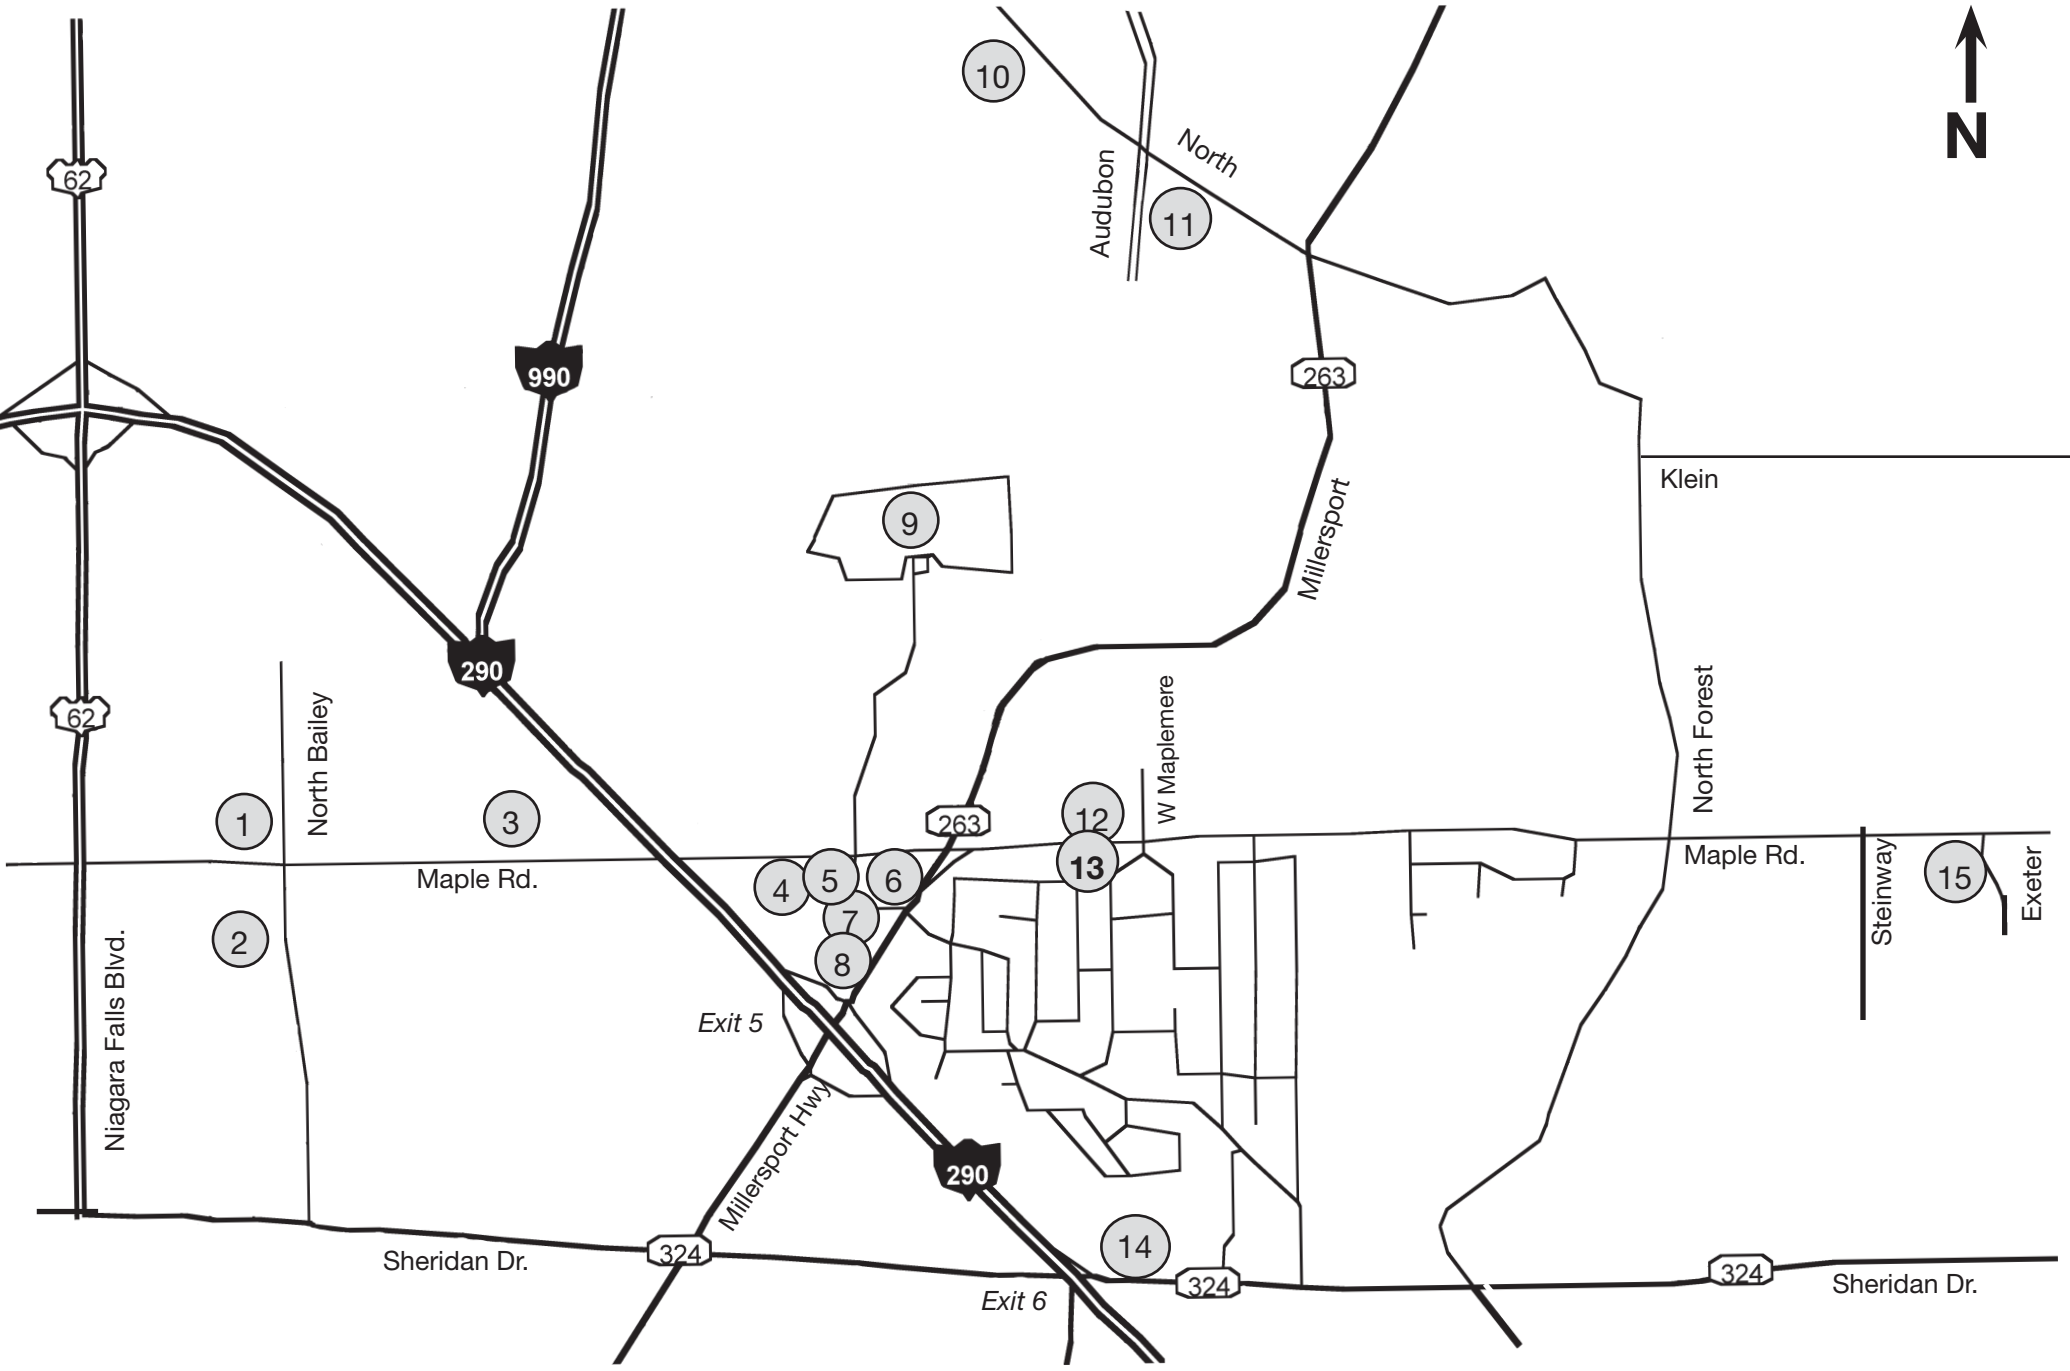 10
N
North
62
Audubon
11
990
263
Klein
9
Millersport
290
62
North Bailey
W Maplemere
North Forest
1
3
263
12
Maple Rd.
4
5
6
13
Maple Rd.
15
Steinway
Exeter
7
2
8
Niagara Falls Blvd.
Exit 5
Millersport Hwy
290
14
324
Sheridan Dr.
324
324
Exit 6
Sheridan Dr.